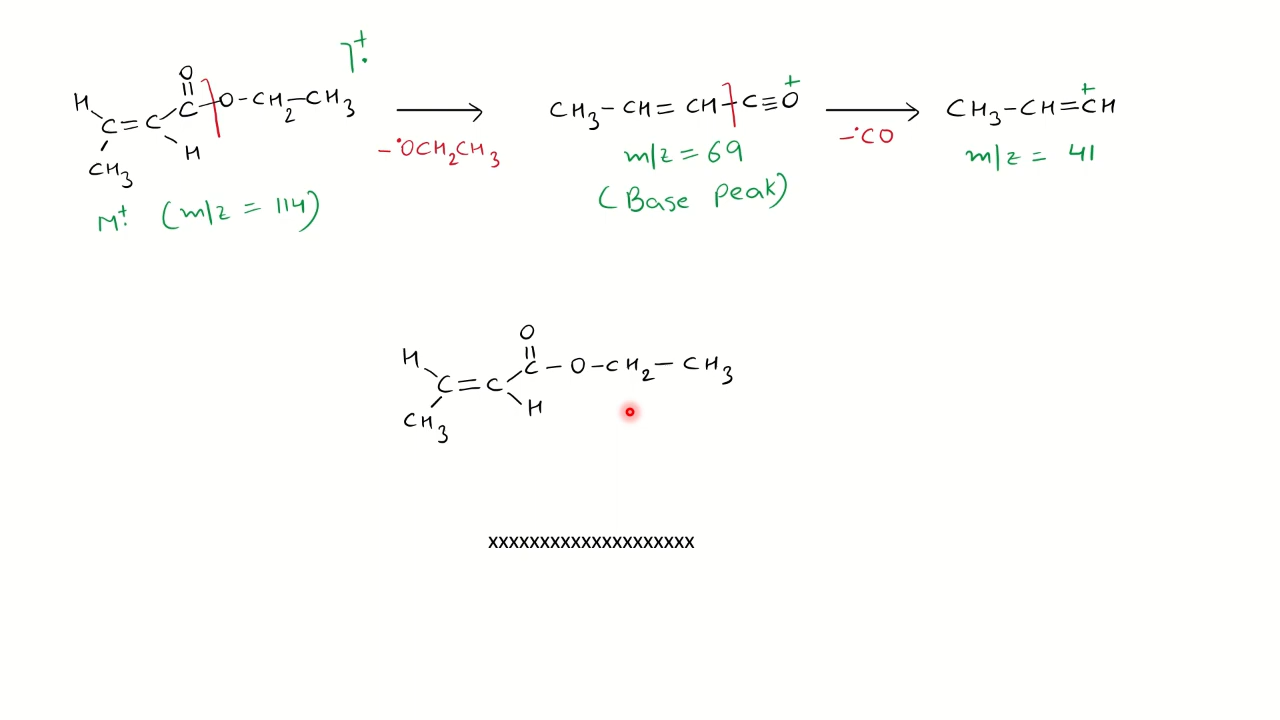 H CH3 C=C H C O O-CH2-CH3 ]+.
-•OCH2CH3
CH3-CH=CH-C≡O+
-•CO
CH3-CH=CH+
M+• (m/z = 114)
m/z = 69
(Base Peak)
m/z = 41
H CH3 C=C H C O -O-CH2-CH3
xxxxxxxxxxxxxxxxxxxx